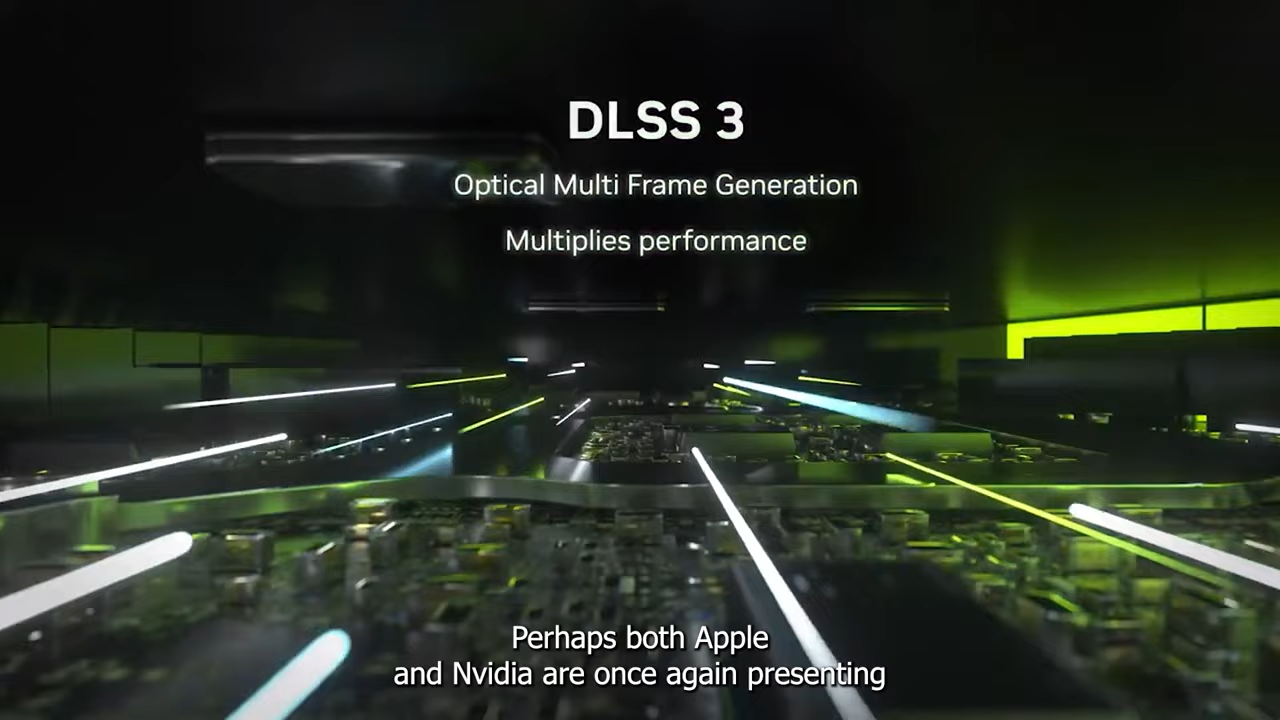 DLSS 3
Optical Multi Frame Generation
Multiplies performance
Perhaps both Apple
and Nvidia are once again presenting